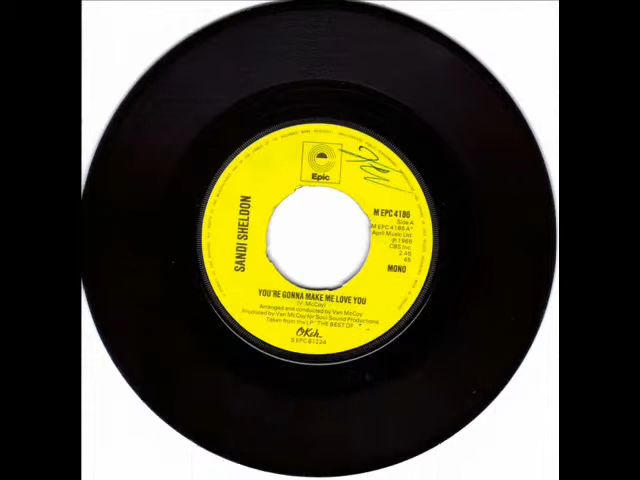 Epic
SANDI SHELDON
M EPC 4186
Side A
M EPC 4186 A*
April Music Ltd.
℗1968
CBS Inc.
2.45
45
MONO
YOU'RE GONNA MAKE ME LOVE YOU
(V. McCoy)
Arranged and conducted by Van McCoy
Produced by Van McCoy for Soul Sound Productions
Taken from the LP "THE BEST OF
OKeh.
S EPC 81224